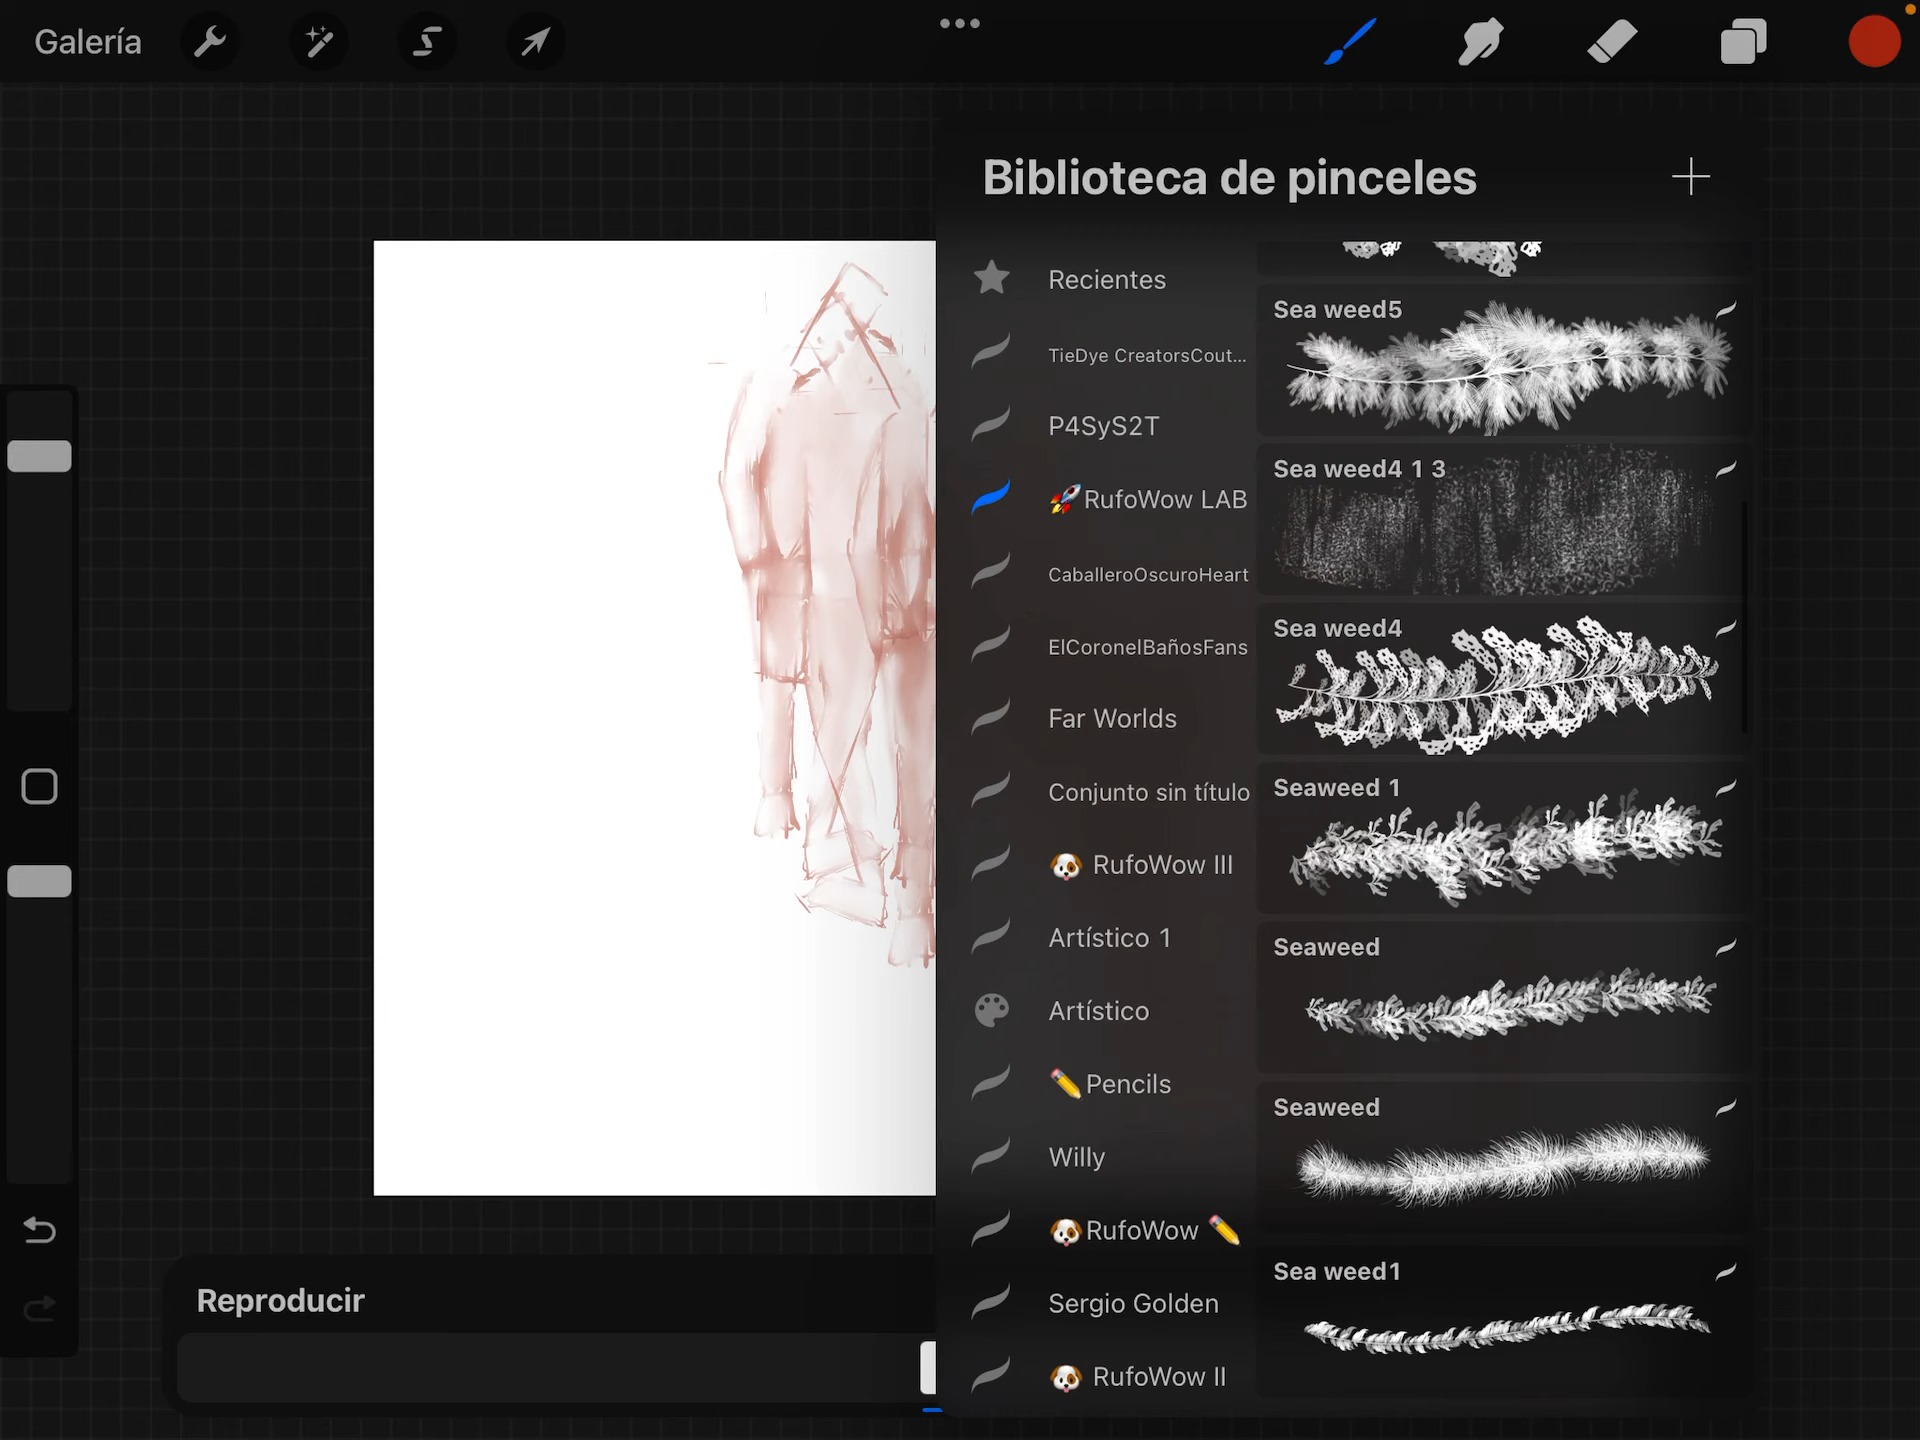 Galería
Biblioteca de pinceles
Recientes
TieDye CreatorsCout...
P4SyS2T
🚀RufoWow LAB
CaballeroOscuroHeart
ElCoronelBañosFans
Far Worlds
Conjunto sin título
🐶 RufoWow III
Artístico 1
Artístico
✏️Pencils
Willy
🐶RufoWow ✏️
Sergio Golden
🐶 RufoWow II
Sea weed5
Sea weed4 1 3
Sea weed4
Seaweed 1
Seaweed
Seaweed
Sea weed1
Reproducir